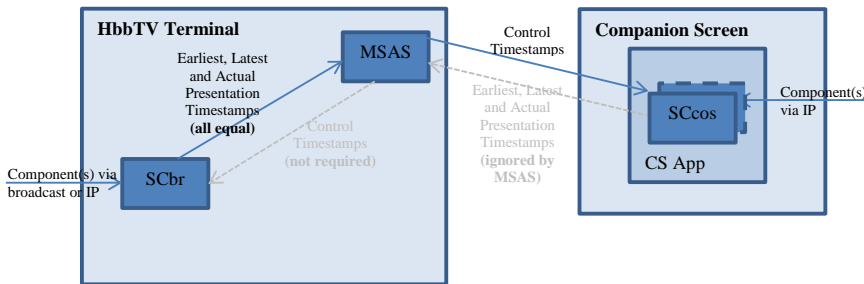 HbbTV Terminal
MSAS
Earliest, Latest
and Actual
Presentation
Timestamps
(all equal)
Control
Timestamps
(not required)
Component(s) via
broadcast or IP
SCbr
Control
Timestamps
Earliest, Latest
and Actual
Presentation
Timestamps
(ignored by
MSAS)
Companion Screen
SCcos
CS App
Component(s)
via IP